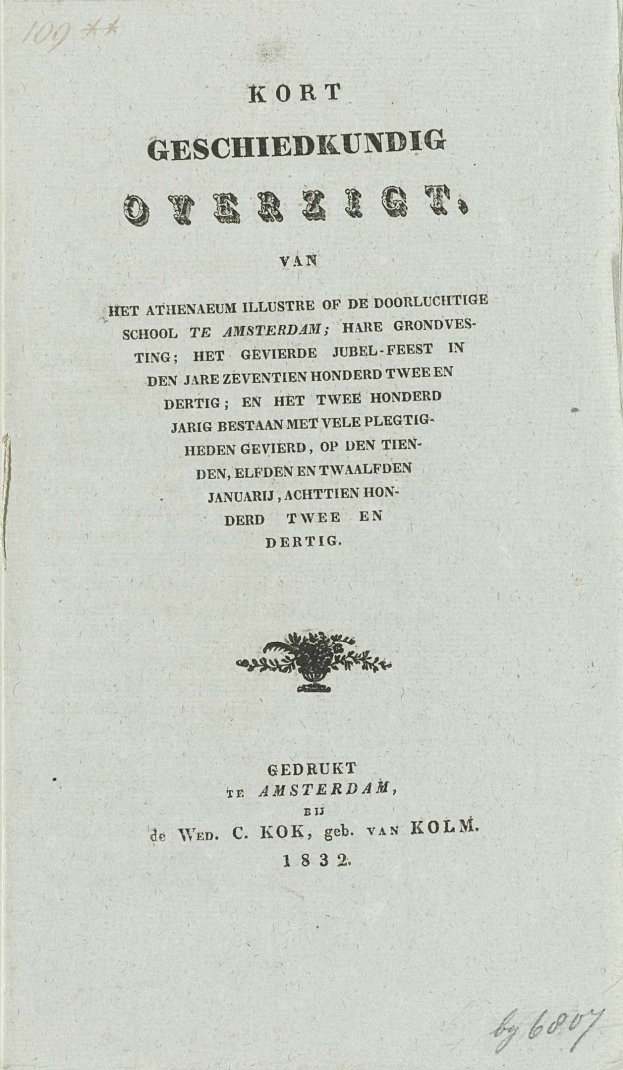 109 **
KORT
GESCHIEDKUNDIG
OVERZIGT,
VAN
HET ATHENAEUM ILLUSTRE OF DE DOORLUCHTIGE
SCHOOL TE AMSTERDAM; HARE GRONDVES-
TING; HET GEVIERDE JUBEL-FEEST IN
DEN JARE ZEVENTIEN HONDERD TWEE EN
DERTIG; EN HET TWEE HONDERD
JARIG BESTAAN MET VELE PLEGTIG-
HEDEN GEVIERD, OP DEN TIEN-
DEN, ELFDEN EN TWAALFDEN
JANUARIJ, ACHTTIEN HON-
DERD TWEE EN
DERTIG.
GEDRUKT
TE AMSTERDAM,
BIJ
de WED. C. KOK, geb. VAN KOLM.
1832.
by 6807